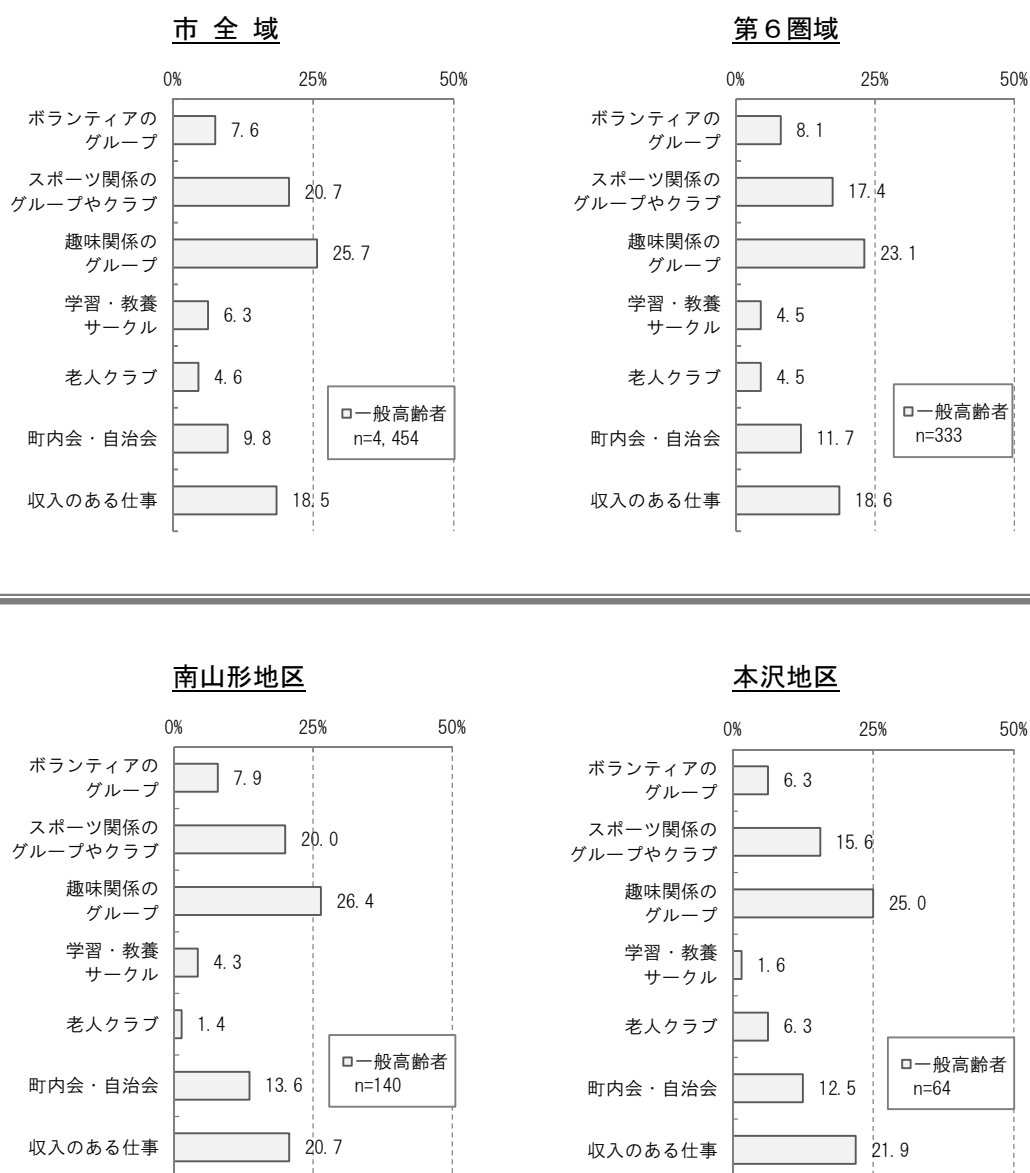 市 全 域
0% 25% 50%
ボランティアの
グループ
7.6
スポーツ関係の
グループやクラブ
20.7
趣味関係の
グループ
25.7
学習・教養
サークル
6.3
老人クラブ
4.6
町内会・自治会
9.8
収入のある仕事
18.5
一般高齢者
n=4,454
第６圏域
0% 25% 50%
ボランティアの
グループ
8.1
スポーツ関係の
グループやクラブ
17.4
趣味関係の
グループ
23.1
学習・教養
サークル
4.5
老人クラブ
4.5
町内会・自治会
11.7
収入のある仕事
18.6
一般高齢者
n=333
南山形地区
0% 25% 50%
ボランティアの
グループ
7.9
スポーツ関係の
グループやクラブ
20.0
趣味関係の
グループ
26.4
学習・教養
サークル
4.3
老人クラブ
1.4
町内会・自治会
13.6
収入のある仕事
20.7
一般高齢者
n=140
本沢地区
0% 25% 50%
ボランティアの
グループ
6.3
スポーツ関係の
グループやクラブ
15.6
趣味関係の
グループ
25.0
学習・教養
サークル
1.6
老人クラブ
6.3
町内会・自治会
12.5
収入のある仕事
21.9
一般高齢者
n=64